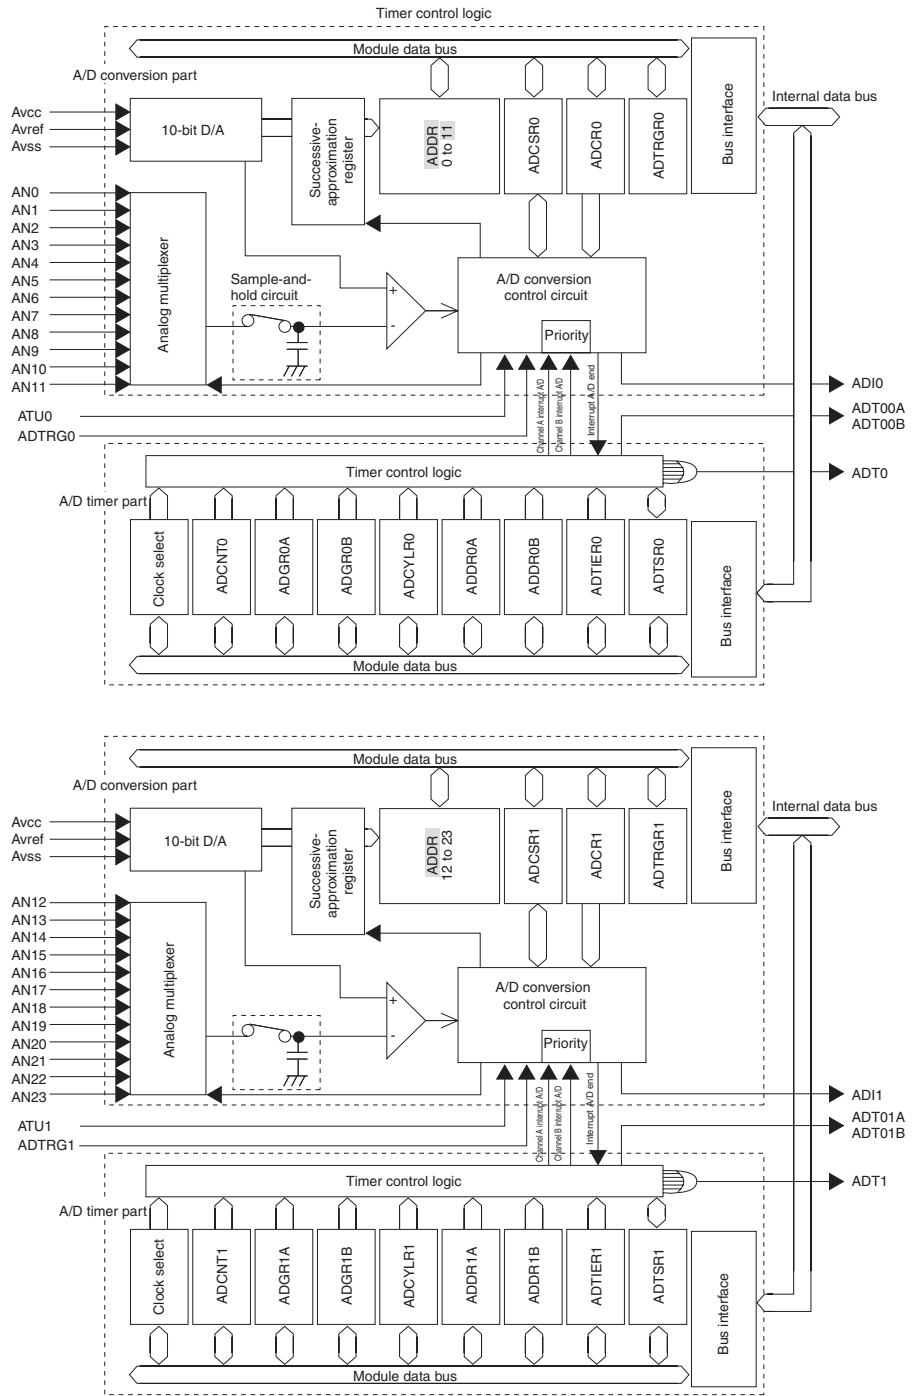 Timer control logic
Module data bus
A/D conversion part
Internal data bus
Avcc
Avref
Avss
10-bit D/A
Successive-
approximation
register
ADDR
0 to 11
ADCSR0
ADCR0
ADTRGR0
Bus interface
AN0
AN1
AN2
AN3
AN4
AN5
AN6
AN7
AN8
AN9
AN10
AN11
Analog multiplexer
Sample-and-
hold circuit
+
-
A/D conversion
control circuit
Priority
ADI0
ATU0
ADTRG0
Channel A interrupt A/D
Channel B interrupt A/D
Interrupt A/D end
ADT00A
ADT00B
Timer control logic
ADT0
A/D timer part
Clock select
ADCNT0
ADGR0A
ADGR0B
ADCYLR0
ADDR0A
ADDR0B
ADTIER0
ADTSR0
Bus interface
Module data bus
Module data bus
A/D conversion part
Internal data bus
Avcc
Avref
Avss
10-bit D/A
Successive-
approximation
register
ADDR
12 to 23
ADCSR1
ADCR1
ADTRGR1
Bus interface
AN12
AN13
AN14
AN15
AN16
AN17
AN18
AN19
AN20
AN21
AN22
AN23
Analog multiplexer
+
-
A/D conversion
control circuit
Priority
ADI1
ATU1
ADTRG1
Channel A interrupt A/D
Channel B interrupt A/D
Interrupt A/D end
ADT01A
ADT01B
Timer control logic
ADT1
A/D timer part
Clock select
ADCNT1
ADGR1A
ADGR1B
ADCYLR1
ADDR1A
ADDR1B
ADTIER1
ADTSR1
Bus interface
Module data bus